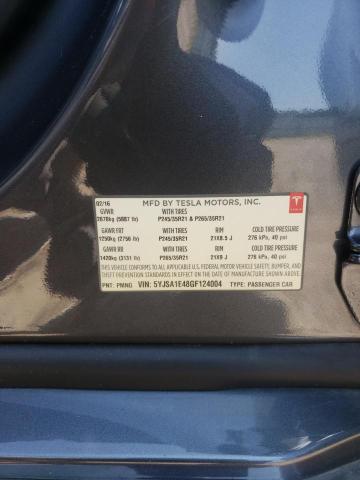 02/16 MFD BY TESLA MOTORS, INC.
GVWR WITH TIRES
2670kg (5887 lb) P245/35R21 & P265/35R21
GAWR FRT WITH TIRES RIM COLD TIRE PRESSURE
1250kg (2756 lb) P245/35R21 21X8.5 J 276 kPa, 40 psi
GAWR RR WITH TIRES RIM COLD TIRE PRESSURE
1420kg (3131 lb) P265/35R21 21X9 J 276 kPa, 40 psi
THIS VEHICLE CONFORMS TO ALL APPLICABLE U.S. FEDERAL MOTOR VEHICLE SAFETY, BUMPER
AND THEFT PREVENTION STANDARDS IN EFFECT ON THE DATE OF MANUFACTURE SHOWN ABOVE.
PNT: PMNG VIN: 5YJSA1E48GF124004 TYPE: PASSENGER CAR